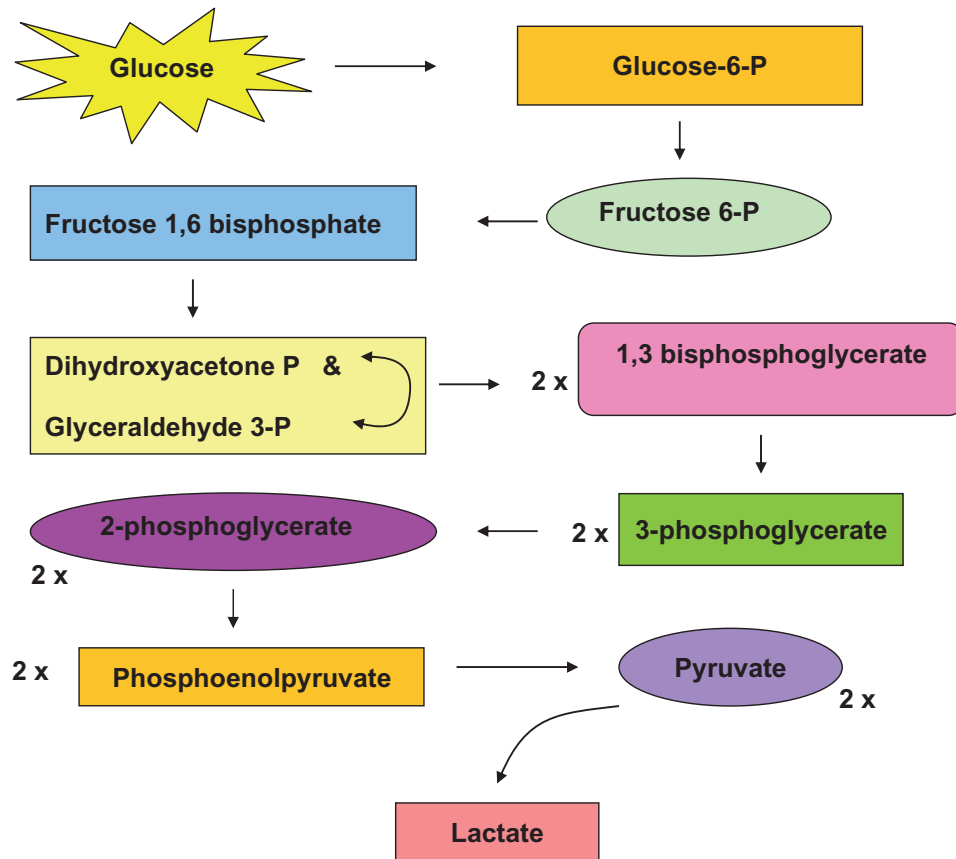 Glucose
Glucose-6-P
Fructose 6-P
Fructose 1,6 bisphosphate
Dihydroxyacetone P &
Glyceraldehyde 3-P
2 x
1,3 bisphosphoglycerate
2 x
3-phosphoglycerate
2-phosphoglycerate
2 x
2 x
Phosphoenolpyruvate
Pyruvate
2 x
Lactate